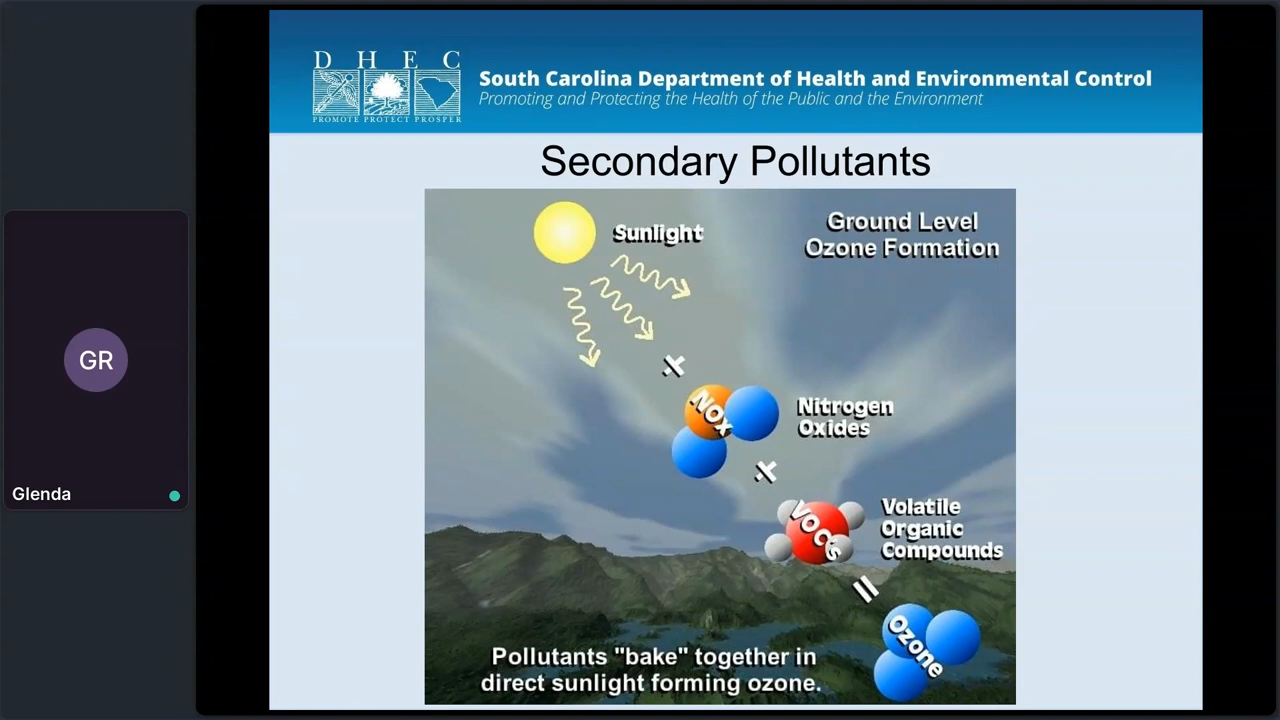 D H E C
PROMOTE PROTECT PROSPER
South Carolina Department of Health and Environmental Control
Promoting and Protecting the Health of the Public and the Environment
Secondary Pollutants
Sunlight
Ground Level
Ozone Formation
+
NOx
Nitrogen
Oxides
+
VOC's
Volatile
Organic
Compounds
=
Ozone
Pollutants "bake" together in
direct sunlight forming ozone.
GR
Glenda